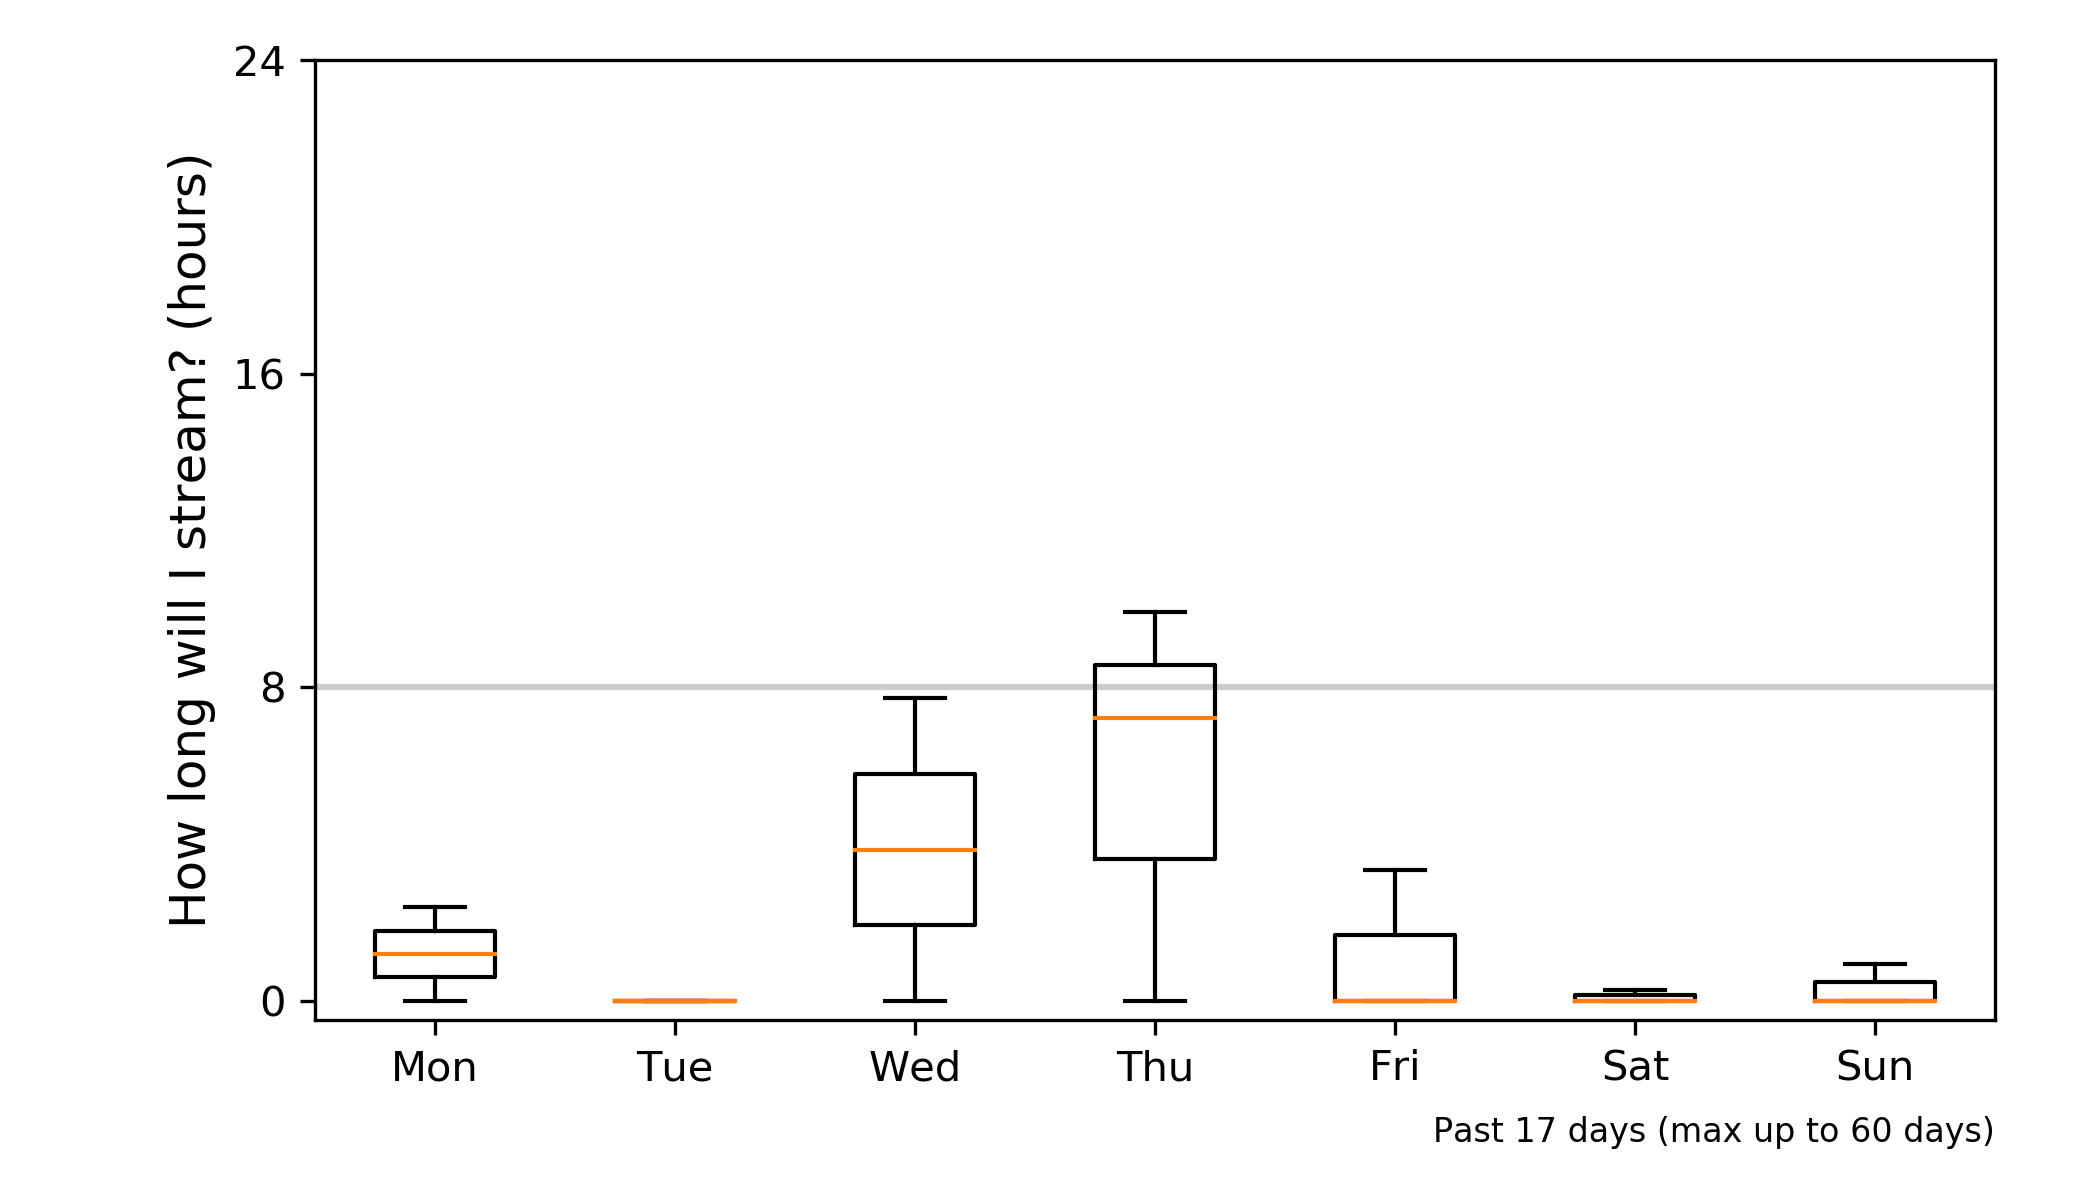 How long will I stream? (hours)
24
16
8
0
Mon Tue Wed Thu Fri Sat Sun
Past 17 days (max up to 60 days)